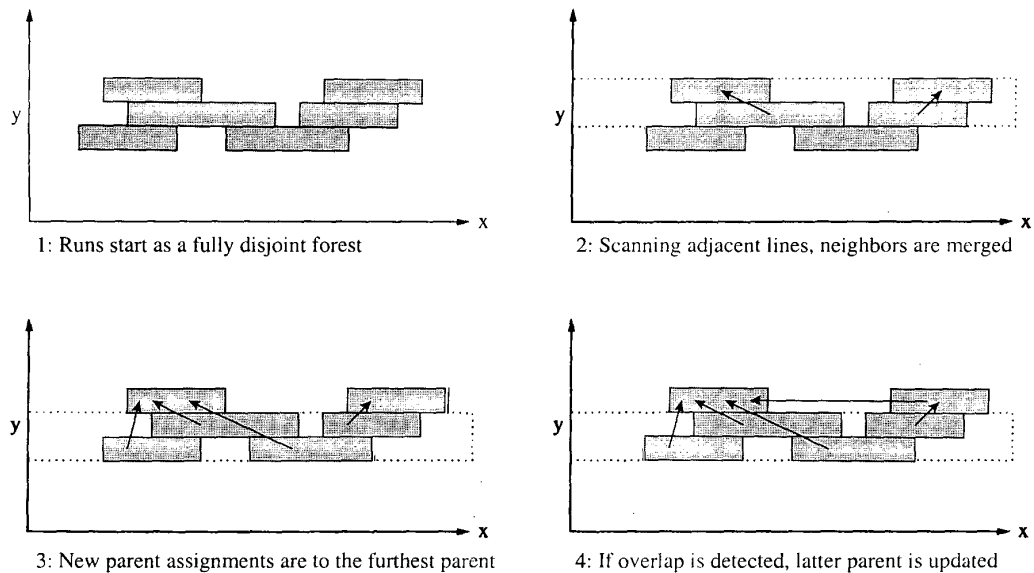 y
x
1: Runs start as a fully disjoint forest
y
x
2: Scanning adjacent lines, neighbors are merged
y
x
3: New parent assignments are to the furthest parent
y
x
4: If overlap is detected, latter parent is updated